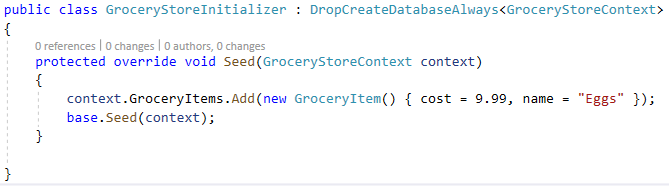 public class GroceryStoreInitializer : DropCreateDatabaseAlways<GroceryStoreContext>
{
0 references | 0 changes | 0 authors, 0 changes
protected override void Seed(GroceryStoreContext context)
{
context.GroceryItems.Add(new GroceryItem() { cost = 9.99, name = "Eggs" });
base.Seed(context);
}
}